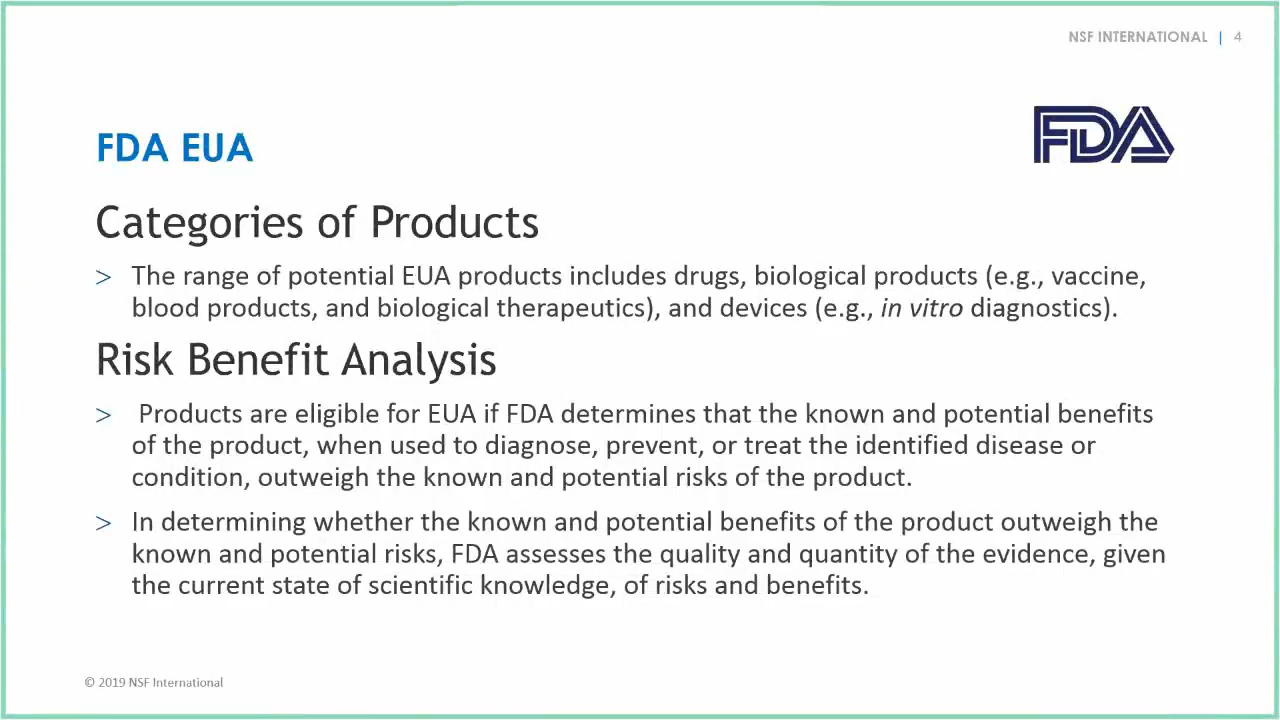 NSF INTERNATIONAL | 4
FDA
FDA EUA
Categories of Products
> The range of potential EUA products includes drugs, biological products (e.g., vaccine,
blood products, and biological therapeutics), and devices (e.g., in vitro diagnostics).
Risk Benefit Analysis
> Products are eligible for EUA if FDA determines that the known and potential benefits
of the product, when used to diagnose, prevent, or treat the identified disease or
condition, outweigh the known and potential risks of the product.
> In determining whether the known and potential benefits of the product outweigh the
known and potential risks, FDA assesses the quality and quantity of the evidence, given
the current state of scientific knowledge, of risks and benefits.
© 2019 NSF International